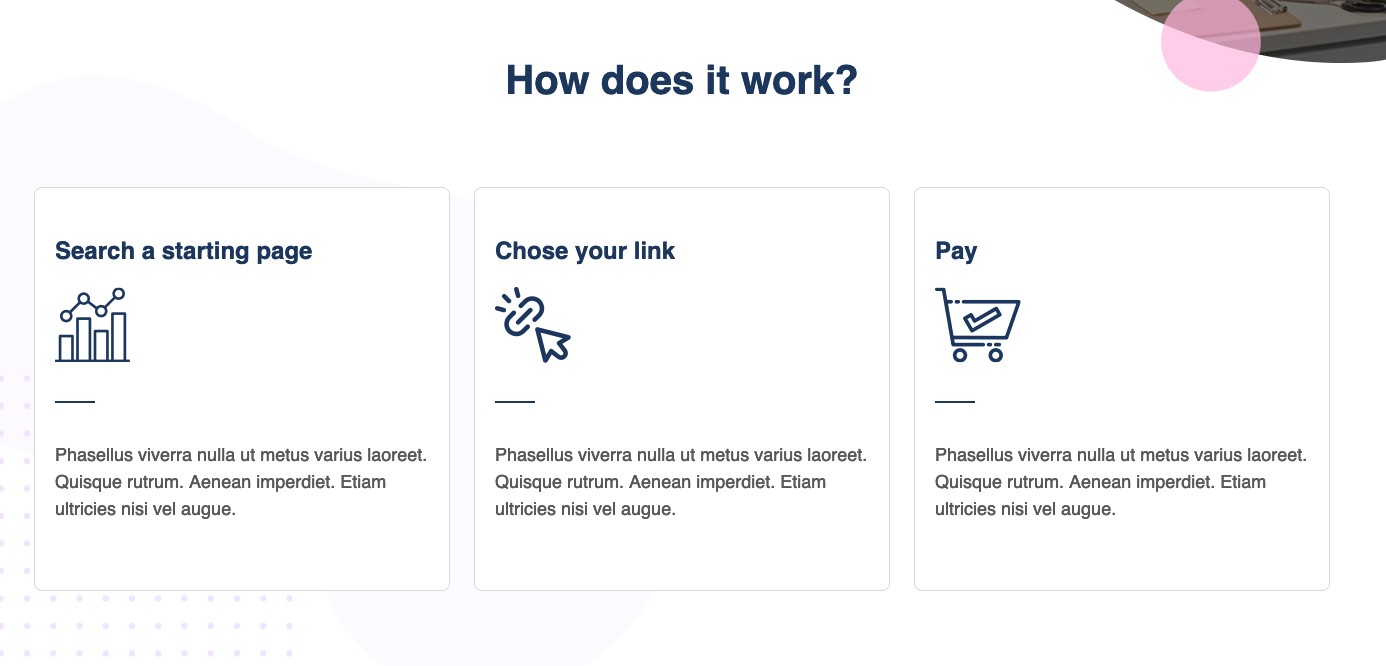 How does it work?
Search a starting page
Phasellus viverra nulla ut metus varius laoreet.
Quisque rutrum. Aenean imperdiet. Etiam
ultricies nisi vel augue.
Chose your link
Phasellus viverra nulla ut metus varius laoreet.
Quisque rutrum. Aenean imperdiet. Etiam
ultricies nisi vel augue.
Pay
Phasellus viverra nulla ut metus varius laoreet.
Quisque rutrum. Aenean imperdiet. Etiam
ultricies nisi vel augue.